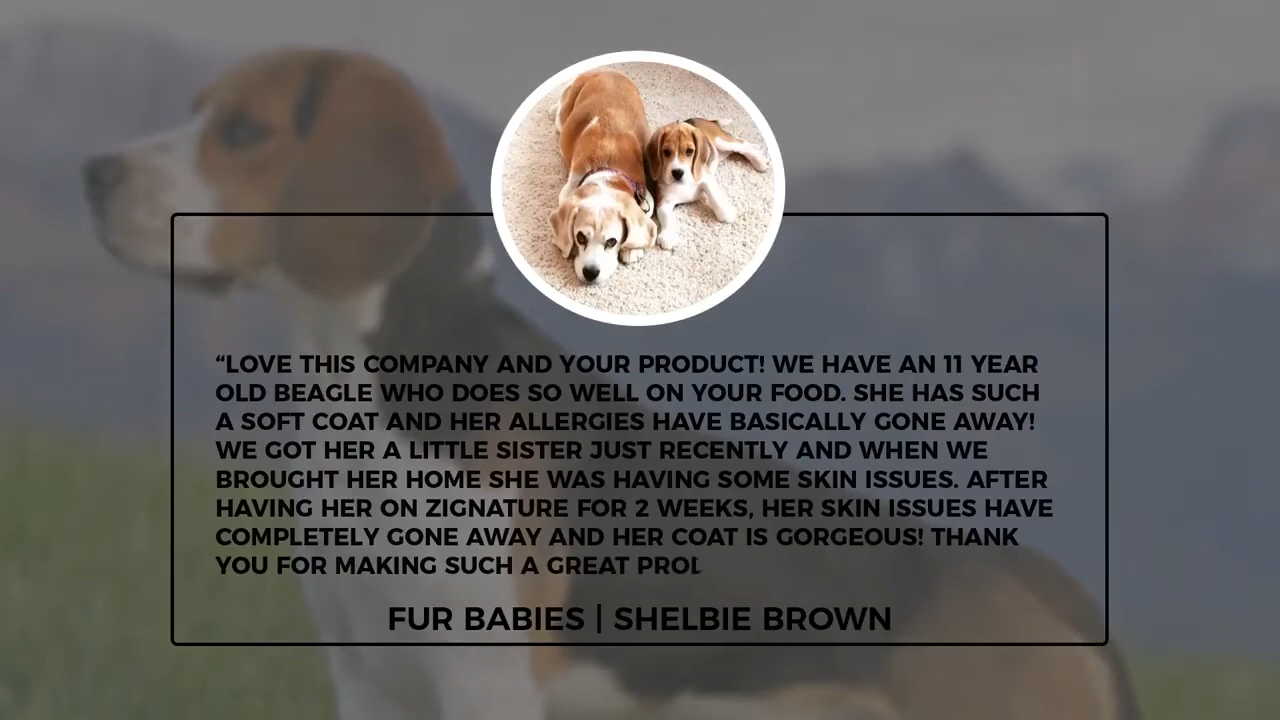 “LOVE THIS COMPANY AND YOUR PRODUCT! WE HAVE AN 11 YEAR
OLD BEAGLE WHO DOES SO WELL ON YOUR FOOD. SHE HAS SUCH
A SOFT COAT AND HER ALLERGIES HAVE BASICALLY GONE AWAY!
WE GOT HER A LITTLE SISTER JUST RECENTLY AND WHEN WE
BROUGHT HER HOME SHE WAS HAVING SOME SKIN ISSUES. AFTER
HAVING HER ON ZIGNATURE FOR 2 WEEKS, HER SKIN ISSUES HAVE
COMPLETELY GONE AWAY AND HER COAT IS GORGEOUS! THANK
YOU FOR MAKING SUCH A GREAT
FUR BABIES | SHELBIE BROWN